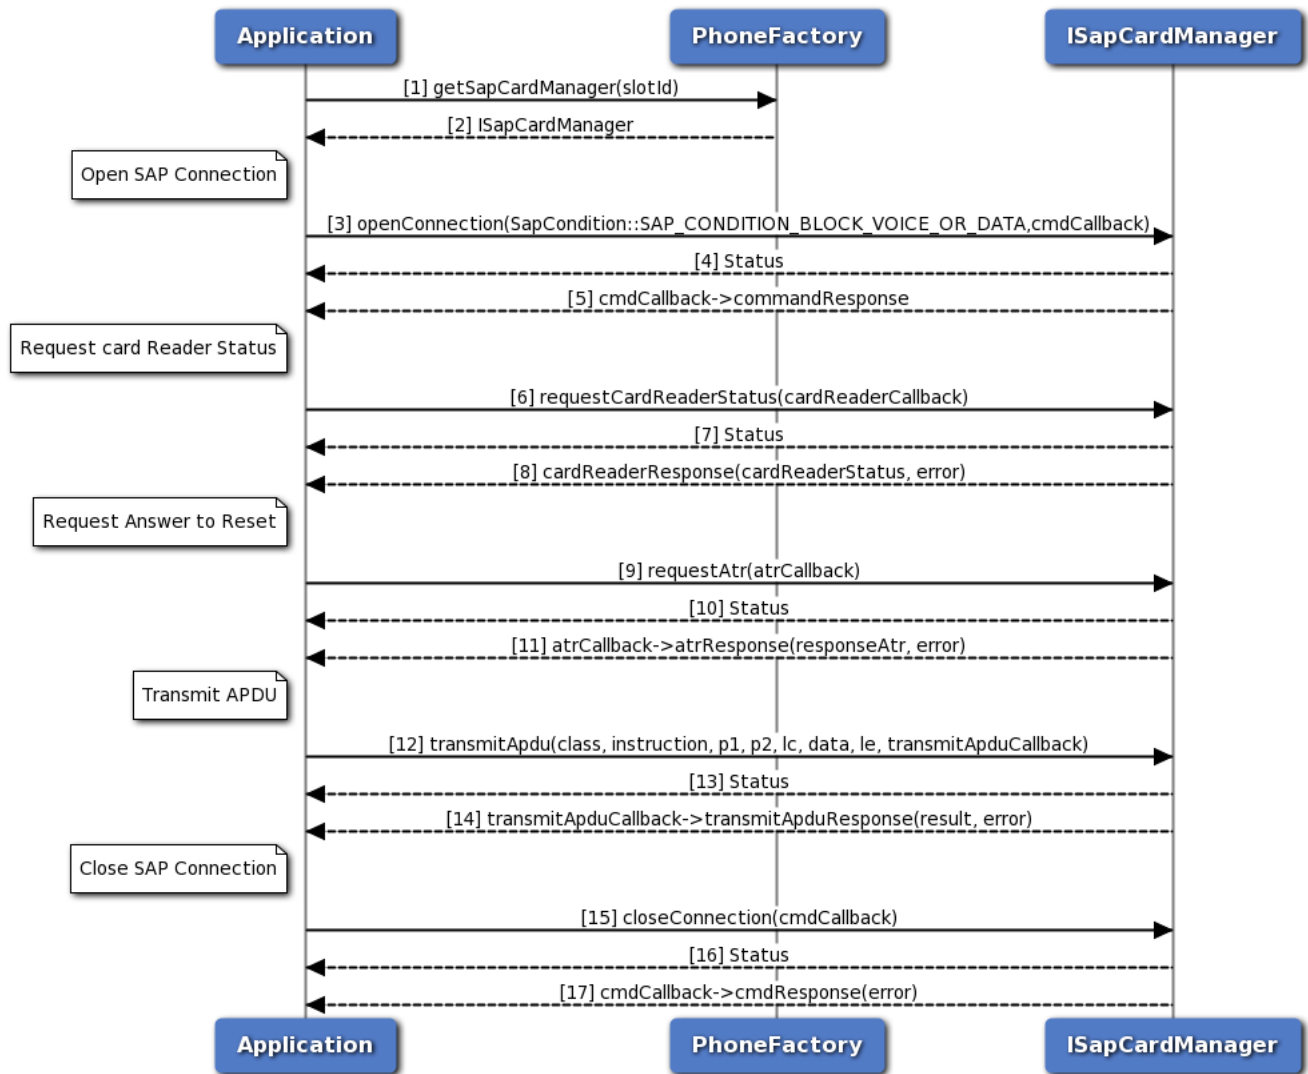 Application
PhoneFactory
ISapCardManager
[1] getSapCardManager(slotId)
[2] ISapCardManager
Open SAP Connection
[3] openConnection(SapCondition::SAP_CONDITION_BLOCK_VOICE_OR_DATA,cmdCallback)
[4] Status
[5] cmdCallback->commandResponse
Request card Reader Status
[6] requestCardReaderStatus(cardReaderCallback)
[7] Status
[8] cardReaderResponse(cardReaderStatus, error)
Request Answer to Reset
[9] requestAtr(atrCallback)
[10] Status
[11] atrCallback->atrResponse(responseAtr, error)
Transmit APDU
[12] transmitApdu(class, instruction, p1, p2, lc, data, le, transmitApduCallback)
[13] Status
[14] transmitApduCallback->transmitApduResponse(result, error)
Close SAP Connection
[15] closeConnection(cmdCallback)
[16] Status
[17] cmdCallback->cmdResponse(error)
Application
PhoneFactory
ISapCardManager